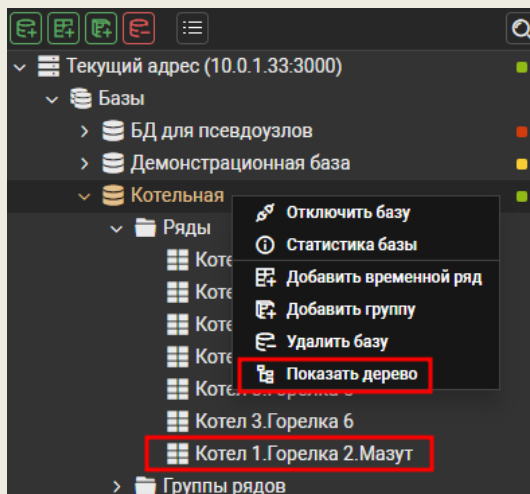 Текущий адрес (10.0.1.33:3000)
Базы
БД для псевдоузлов
Демонстрационная база
Котельная
Отключить базу
Ряды
Статистика базы
Добавить временной ряд
Добавить группу
Удалить базу
Показать дерево
Котел 3.Горелка 6
Котел 1.Горелка 2.Мазут
Группы рядов